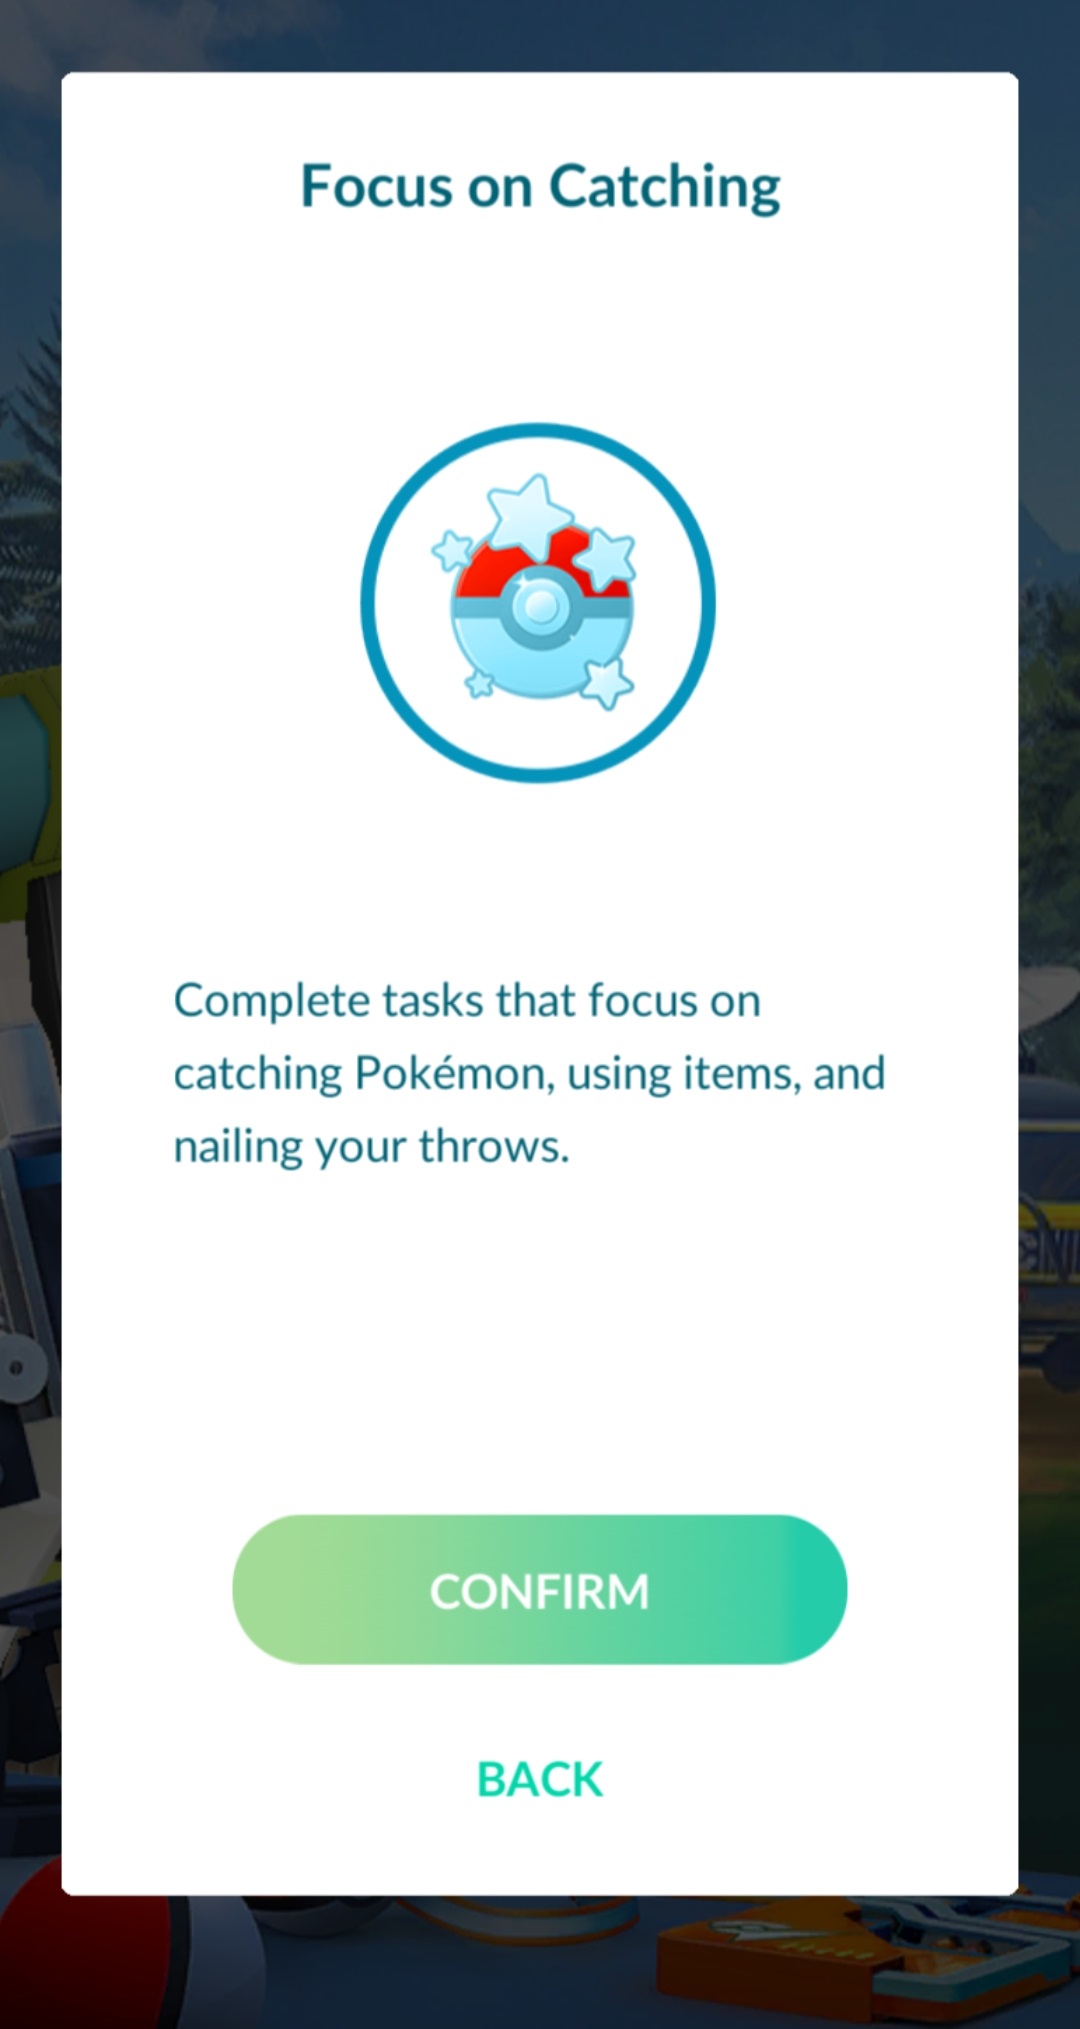 Focus on Catching
Complete tasks that focus on
catching Pokémon, using items, and
nailing your throws.
CONFIRM
BACK